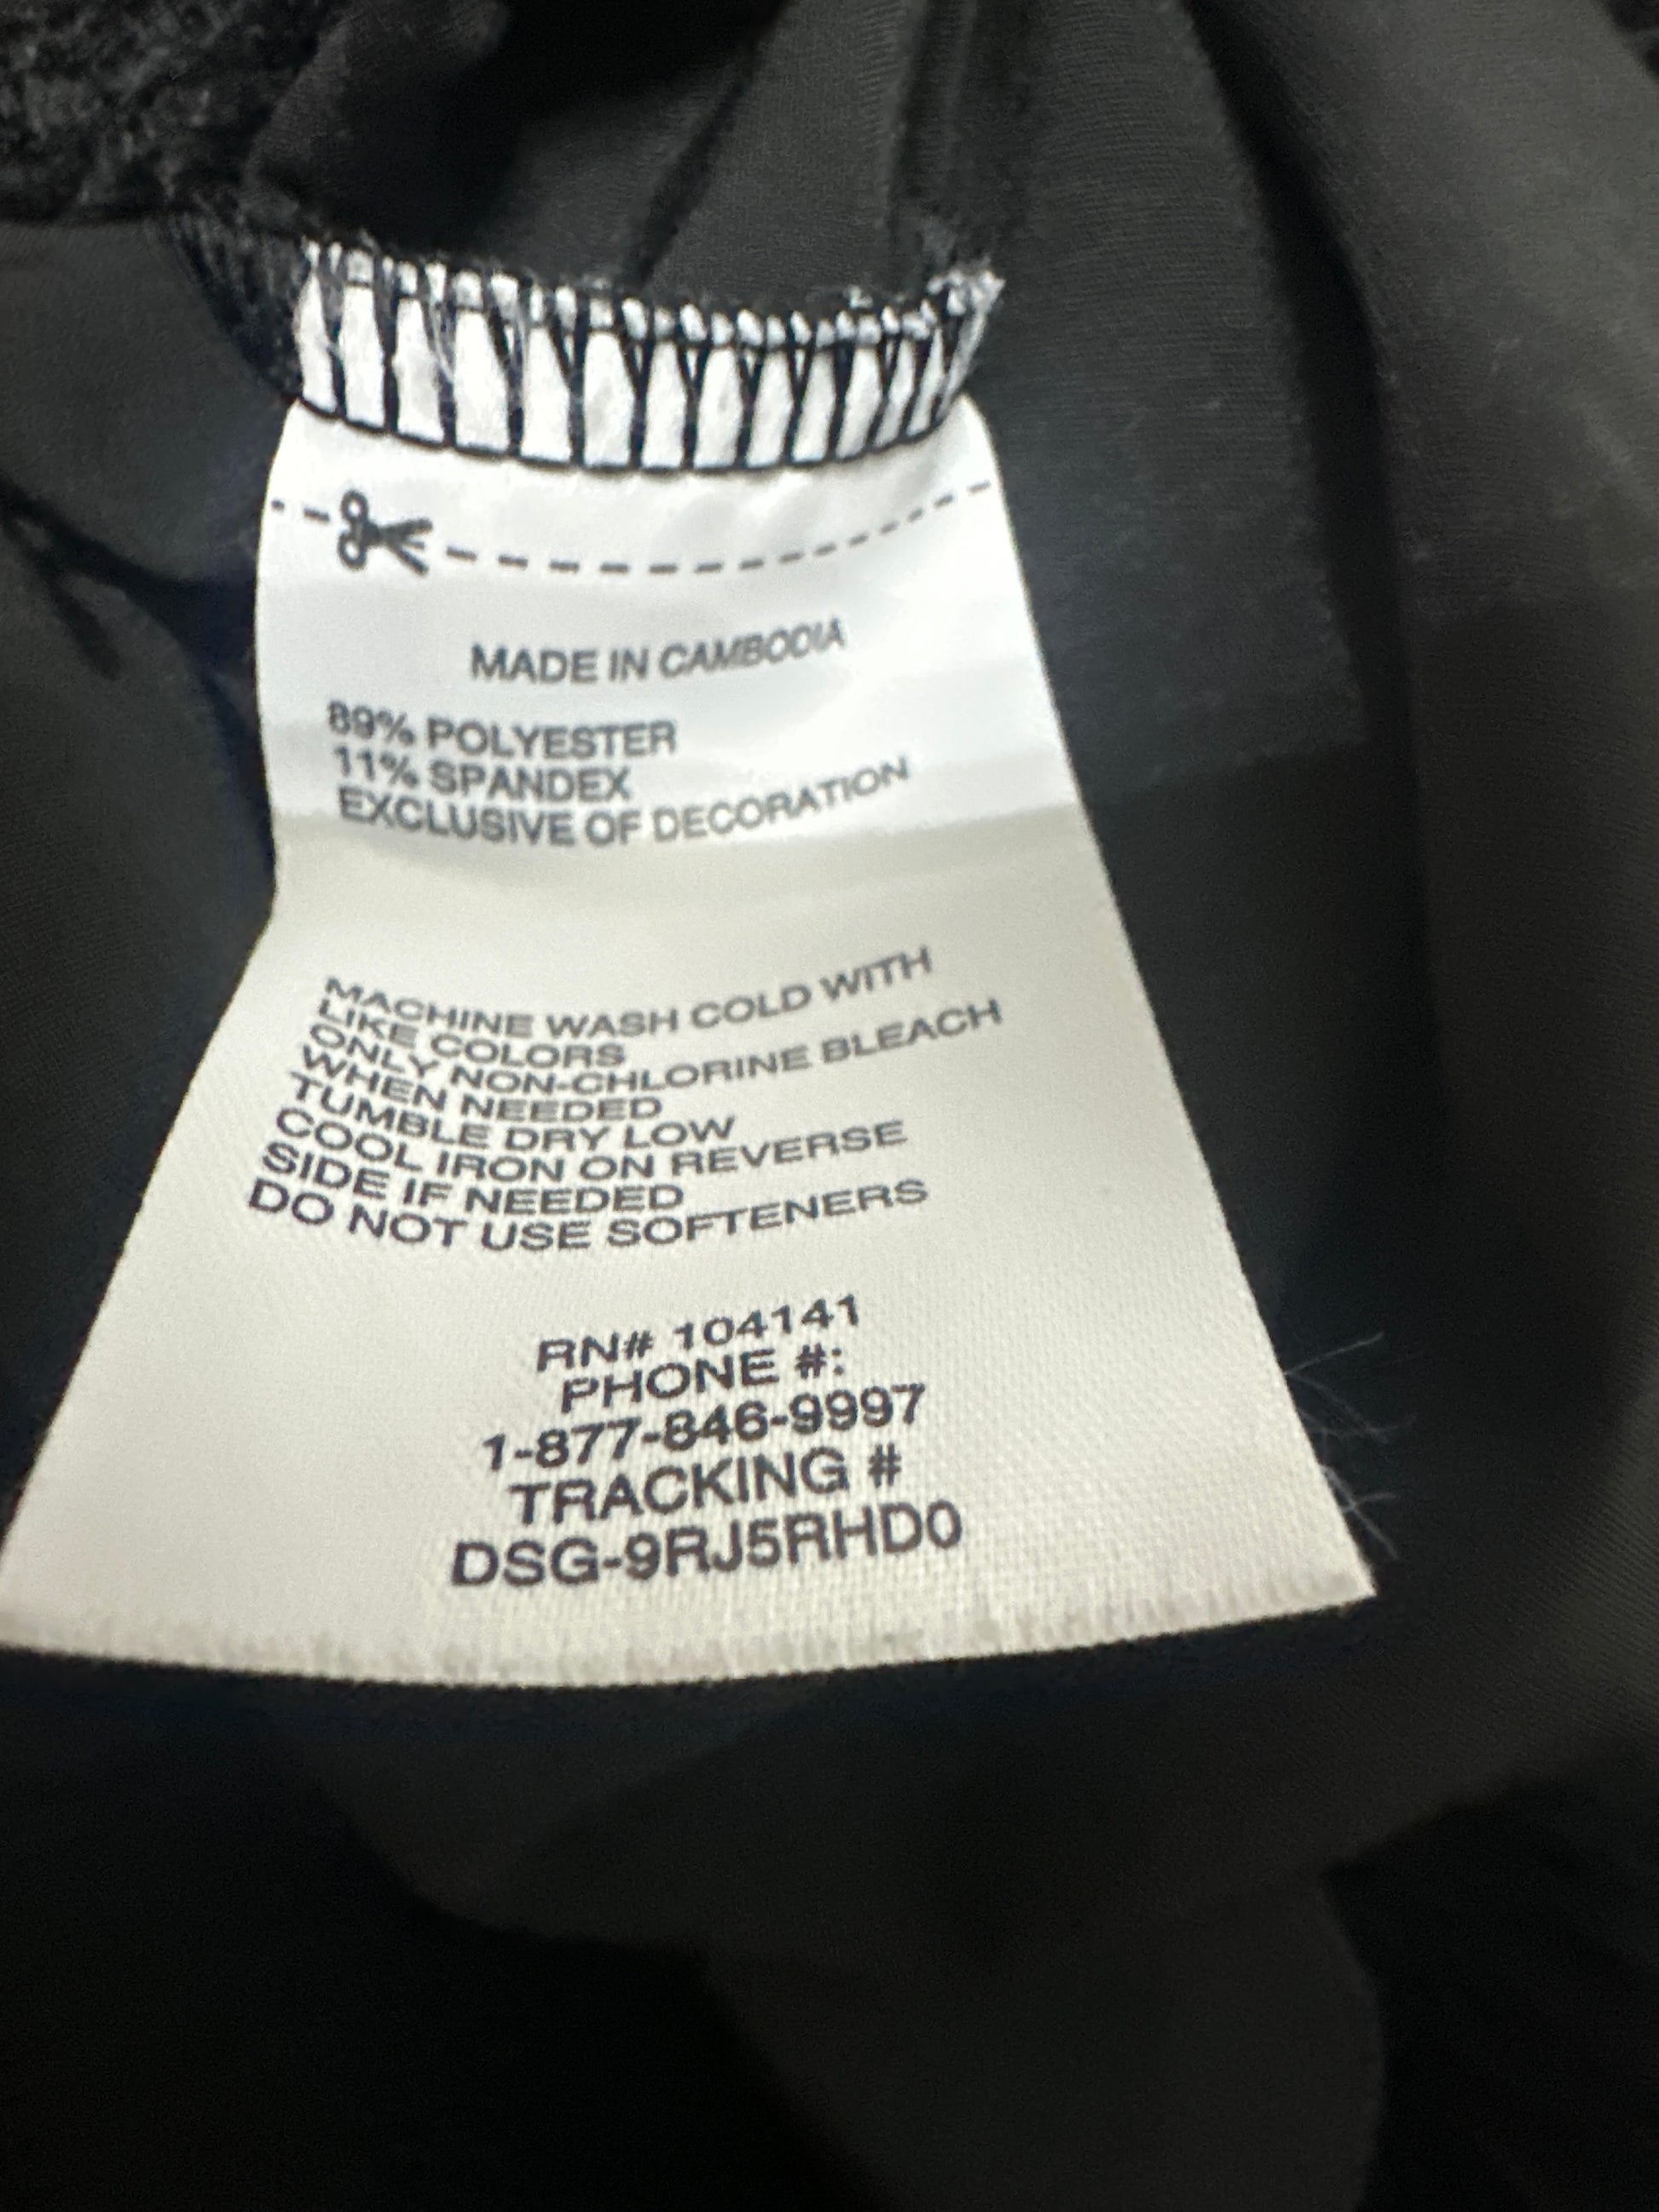 MADE IN CAMBODIA
89% POLYESTER
11% SPANDEX
EXCLUSIVE OF DECORATION
MACHINE WASH COLD WITH
LIKE COLORS
ONLY NON-CHLORINE BLEACH
WHEN NEEDED
TUMBLE DRY LOW
COOL IRON ON REVERSE
SIDE IF NEEDED
DO NOT USE SOFTENERS
RN# 104141
PHONE #:
1-877-846-9997
TRACKING #
DSG-9RJ5RHD0